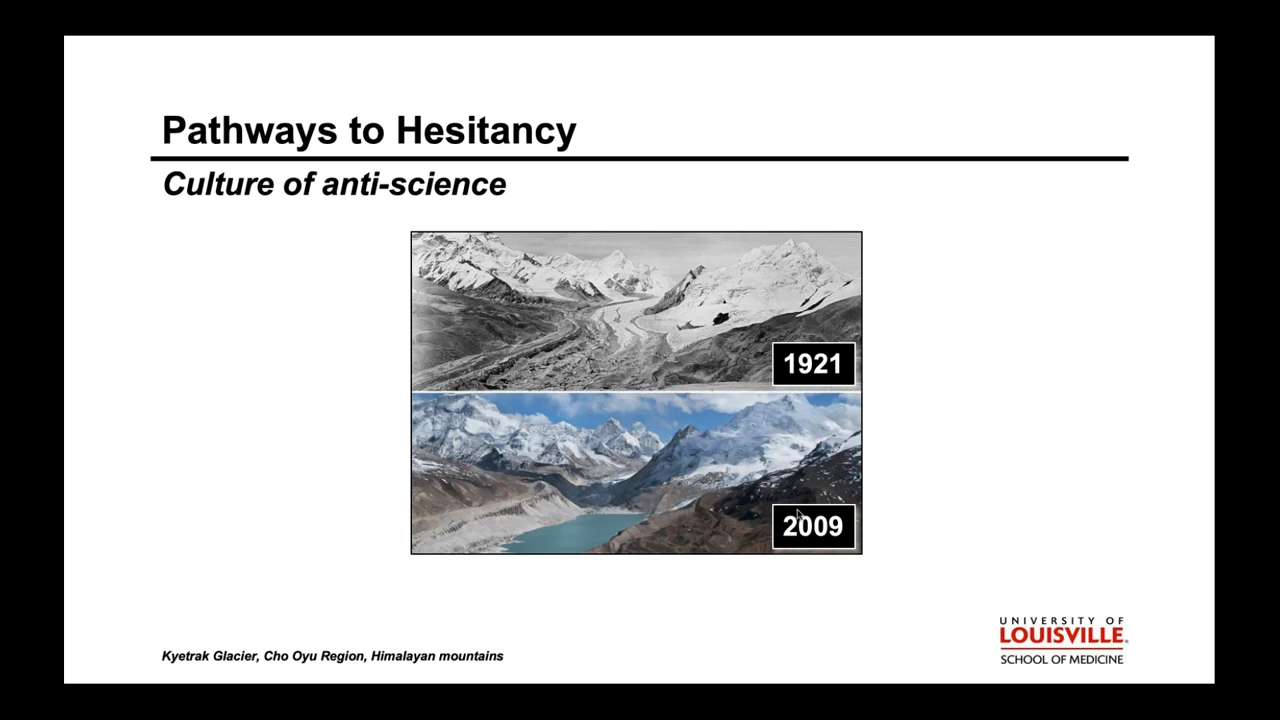 Pathways to Hesitancy
Culture of anti-science
1921
2009
Kyetrak Glacier, Cho Oyu Region, Himalayan mountains
UNIVERSITY OF
LOUISVILLE®
SCHOOL OF MEDICINE